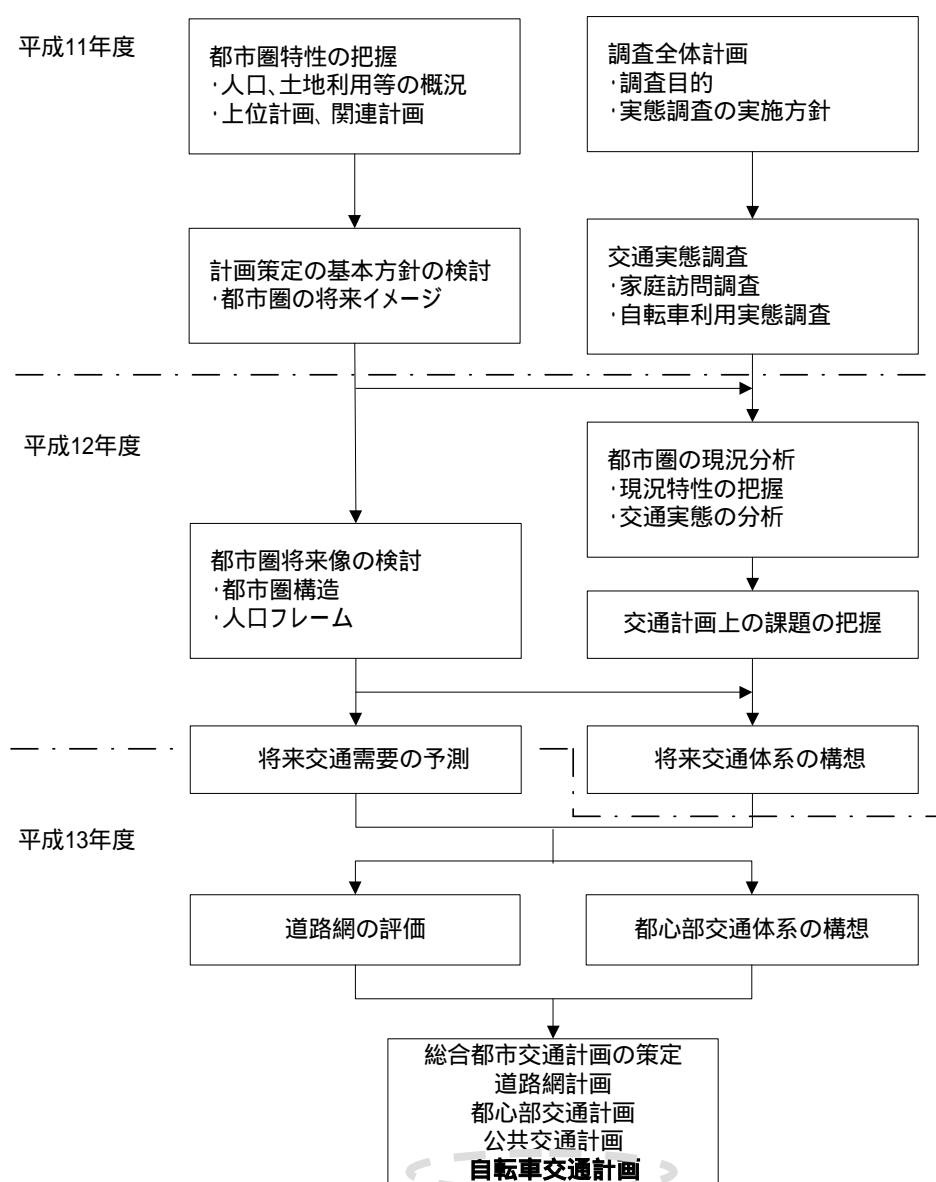 平成11年度
都市圏特性の把握
・人口、土地利用等の概況
・上位計画、関連計画
調査全体計画
・調査目的
・実態調査の実施方針
計画策定の基本方針の検討
・都市圏の将来イメージ
交通実態調査
・家庭訪問調査
・自転車利用実態調査
平成12年度
都市圏の現況分析
・現況特性の把握
・交通実態の分析
都市圏将来像の検討
・都市圏構造
・人口フレーム
交通計画上の課題の把握
将来交通需要の予測
将来交通体系の構想
平成13年度
道路網の評価
都心部交通体系の構想
総合都市交通計画の策定
道路網計画
都心部交通計画
公共交通計画
自転車交通計画